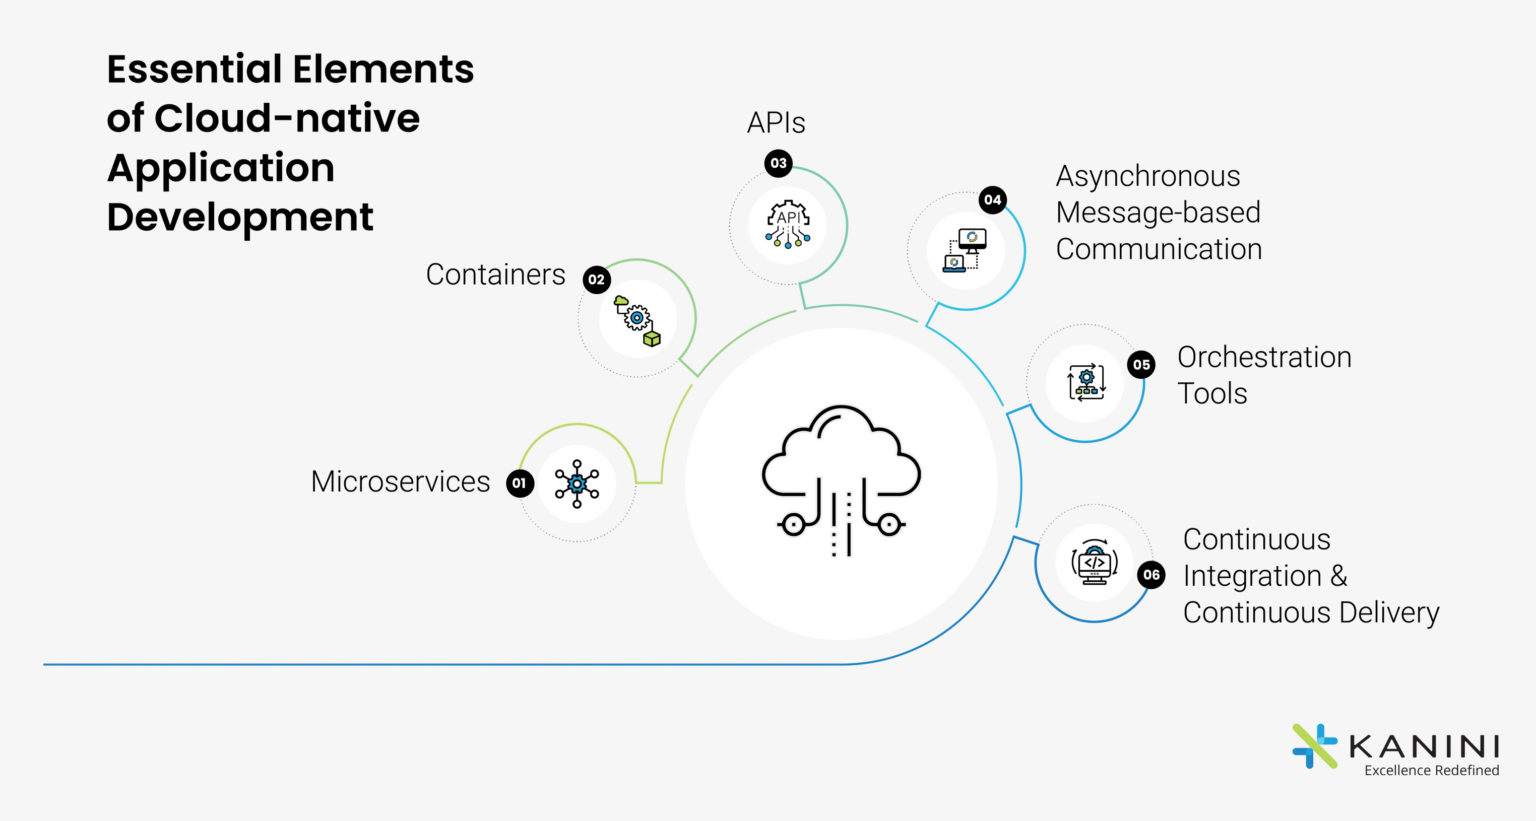 Essential Elements
of Cloud-native
Application
Development
Microservices
01
Containers
02
APIs
03
API
04
Asynchronous
Message-based
Communication
05
Orchestration
Tools
06
Continuous
Integration &
Continuous Delivery
</>
KANINI
Excellence Redefined